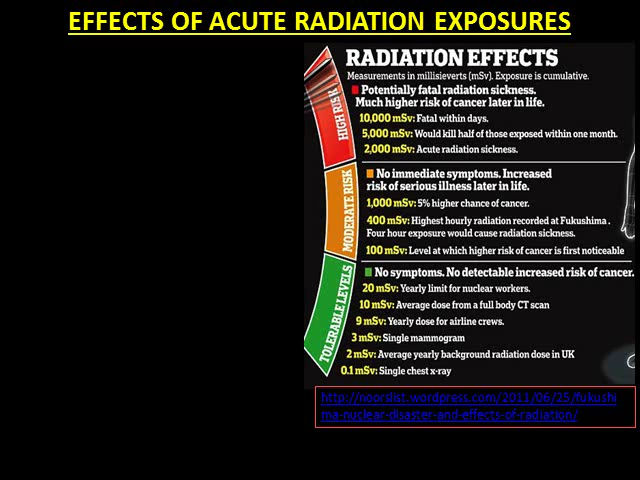 EFFECTS OF ACUTE RADIATION EXPOSURES
RADIATION EFFECTS
Measurements in millisieverts (mSv). Exposure is cumulative.
Potentially fatal radiation sickness.
Much higher risk of cancer later in life.
10,000 mSv: Fatal within days.
5,000 mSv: Would kill half of those exposed within one month.
2,000 mSv: Acute radiation sickness.
HIGH RISK
No immediate symptoms. Increased
risk of serious illness later in life.
1,000 mSv: 5% higher chance of cancer.
400 mSv: Highest hourly radiation recorded at Fukushima.
Four hour exposure would cause radiation sickness.
100 mSv: Level at which higher risk of cancer is first noticeable
MODERATE RISK
No symptoms. No detectable increased risk of cancer.
20 mSv: Yearly limit for nuclear workers.
10 mSv: Average dose from a full body CT scan
9 mSv: Yearly dose for airline crews.
3 mSv: Single mammogram
2 mSv: Average yearly background radiation dose in UK
0.1 mSv: Single chest x-ray
TOLERABLE LEVELS
http://noorslist.wordpress.com/2011/06/25/fukushi
ma-nuclear-disaster-and-effects-of-radiation/